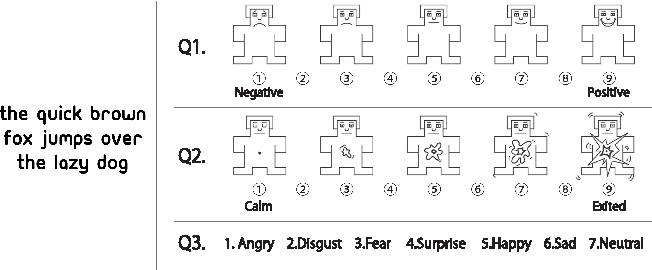 the quick brown
fox jumps over
the lazy dog
Q1.
① ② ③ ④ ⑤ ⑥ ⑦ ⑧ ⑨
Negative Positive
Q2.
① ② ③ ④ ⑤ ⑥ ⑦ ⑧ ⑨
Calm Exited
Q3. 1. Angry 2.Disgust 3.Fear 4.Surprise 5.Happy 6.Sad 7.Neutral